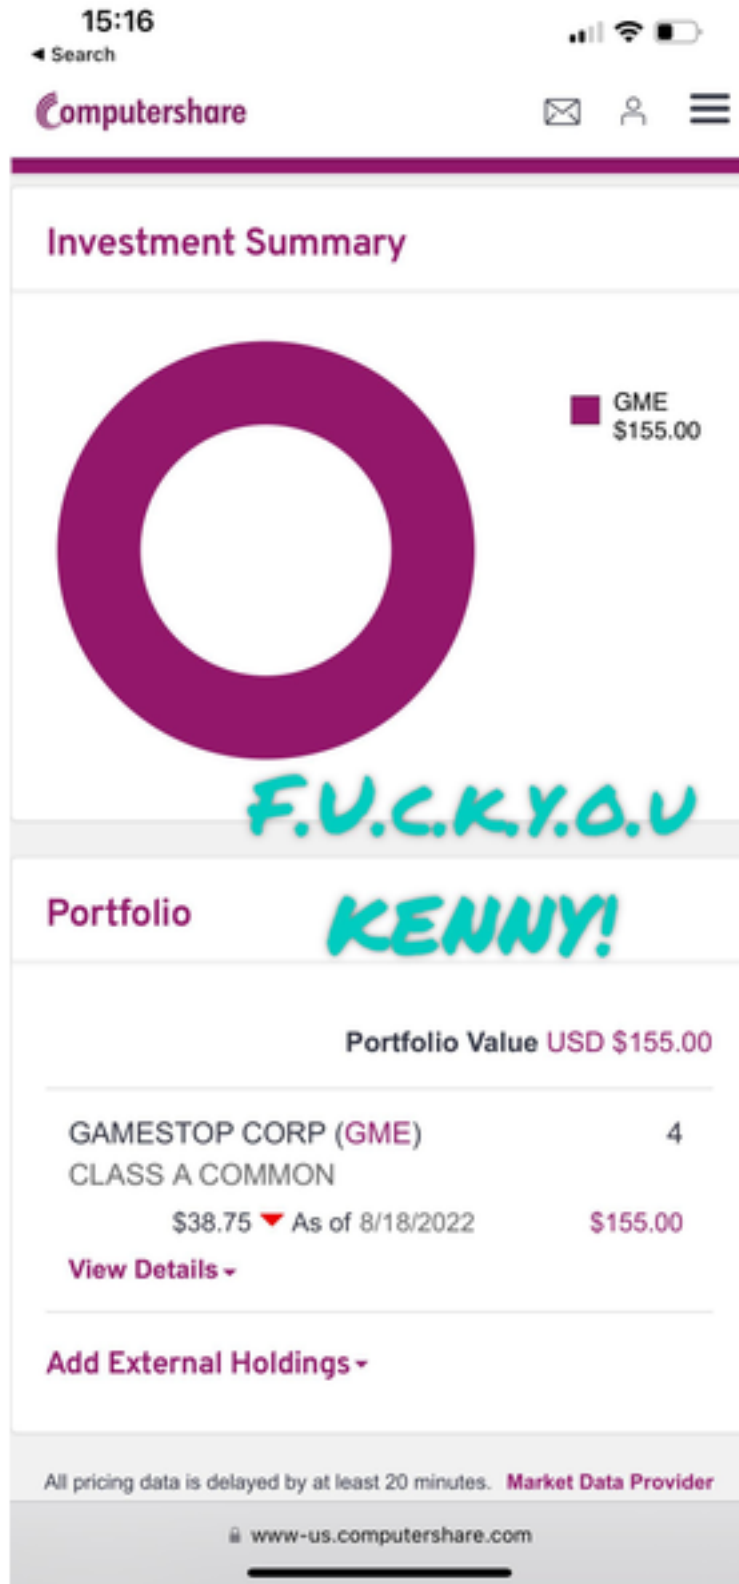 15:16
◀ Search
Computershare
Investment Summary
GME
$155.00
F.U.C.K.Y.O.U
KENNY!
Portfolio
Portfolio Value USD $155.00
GAMESTOP CORP (GME) 4
CLASS A COMMON
$38.75 ▼ As of 8/18/2022 $155.00
View Details
Add External Holdings
All pricing data is delayed by at least 20 minutes. Market Data Provider
www-us.computershare.com